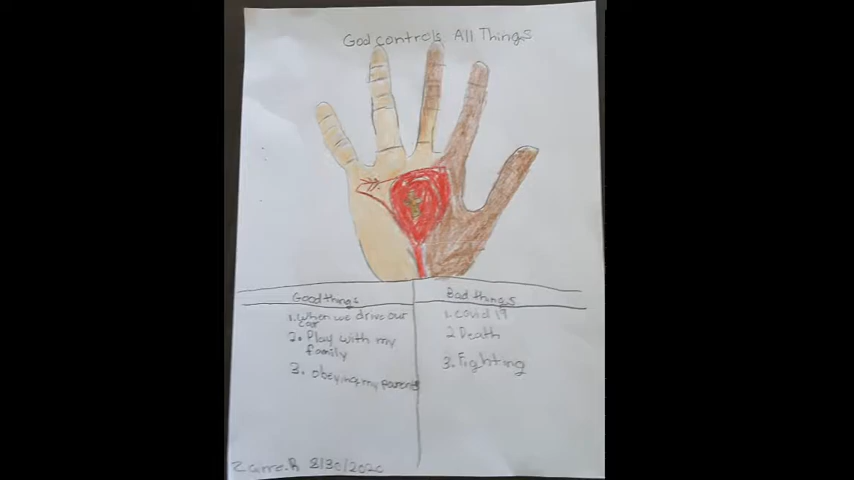 God controls All Things
Good things
1. When we drive our
car
2. Play with my
family
3. obeying my parents
Bad things
1. covid 19
2 Death
3. Fighting
8/30/2020